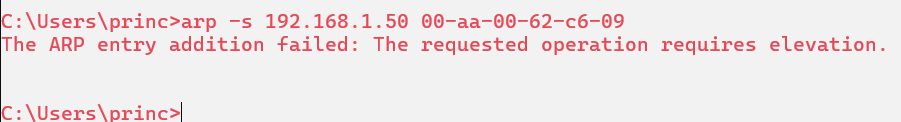 C:\Users\princ>arp -s 192.168.1.50 00-aa-00-62-c6-09
The ARP entry addition failed: The requested operation requires elevation.
C:\Users\princ>